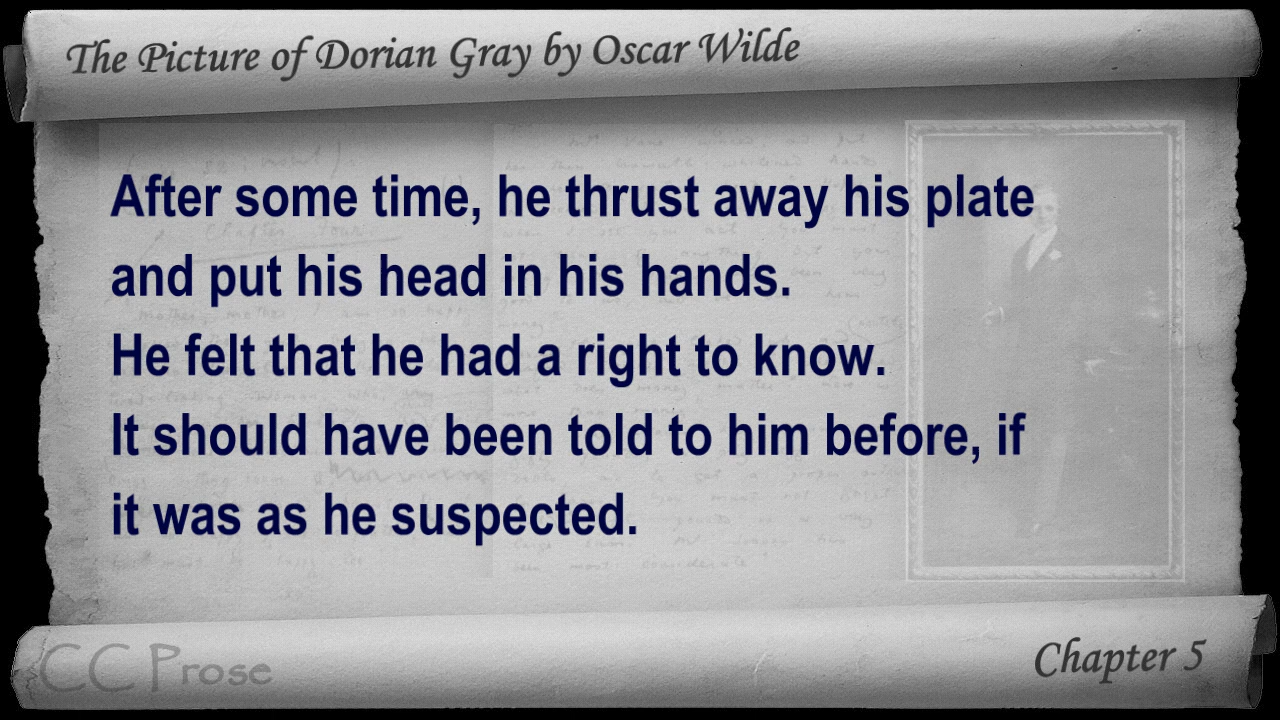 The Picture of Dorian Gray by Oscar Wilde
After some time, he thrust away his plate
and put his head in his hands.
He felt that he had a right to know.
It should have been told to him before, if
it was as he suspected.
CC Prose
Chapter 5